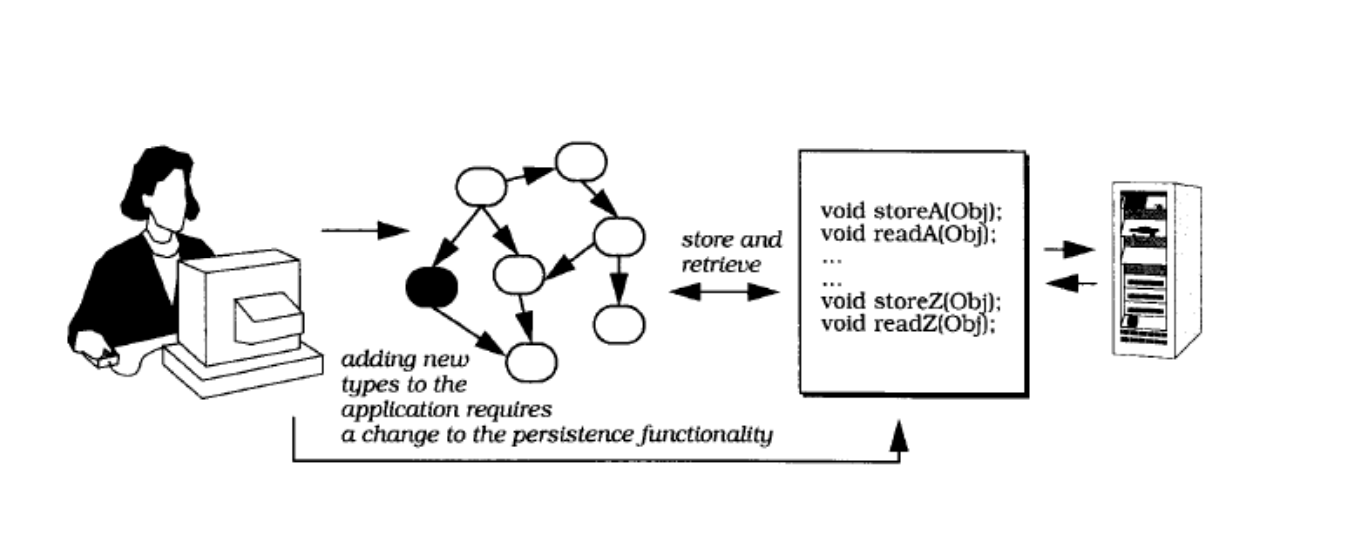 store and
retrieve
void storeA(Obj);
void readA(Obj);
...
...
void storeZ(Obj);
void readZ(Obj);
adding new
types to the
application requires
a change to the persistence functionality